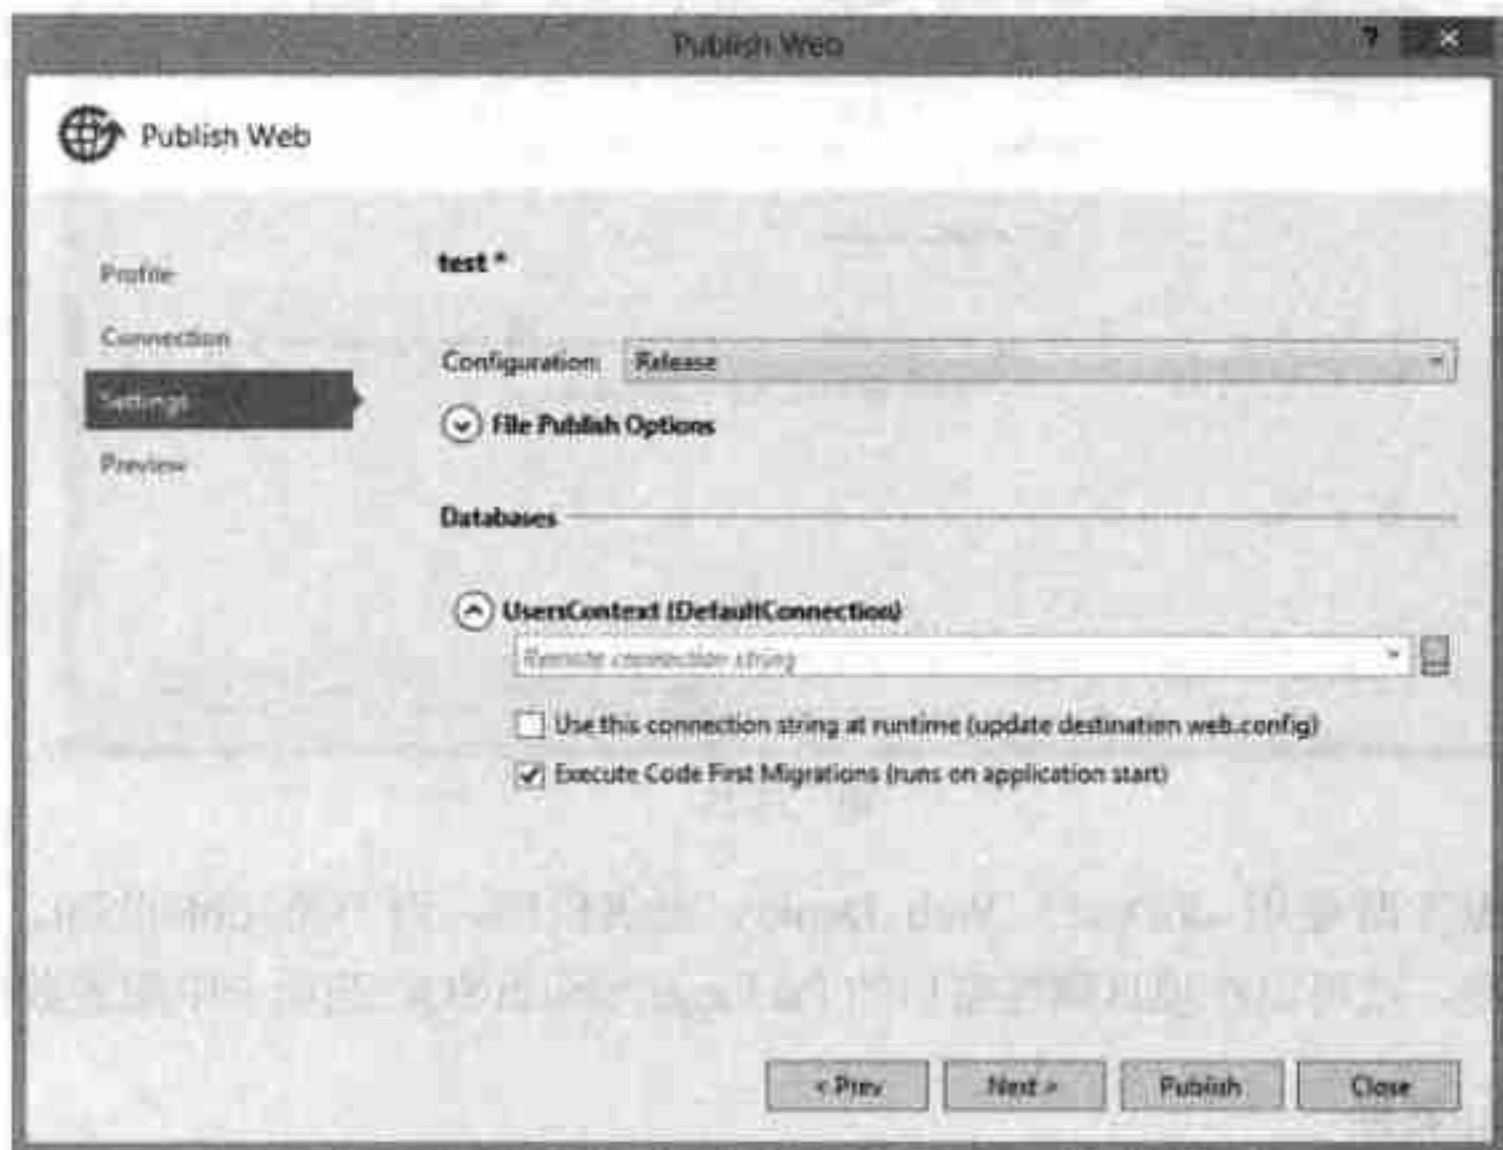 Publish Web
?
Publish Web
Profile
Connection
Settings
Preview
test *
Configuration: Release
File Publish Options
Databases
UsersContext (DefaultConnection)
Remote connection string
Use this connection string at runtime (update destination web.config)
Execute Code First Migrations (runs on application start)
< Prev
Next >
Publish
Close